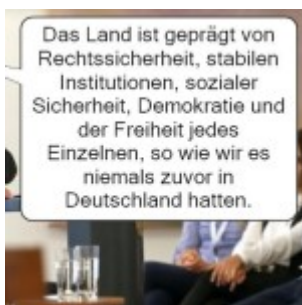 Das Land ist geprägt von
Rechtssicherheit, stabilen
Institutionen, sozialer
Sicherheit, Demokratie und
der Freiheit jedes
Einzelnen, so wie wir es
niemals zuvor in
Deutschland hatten.